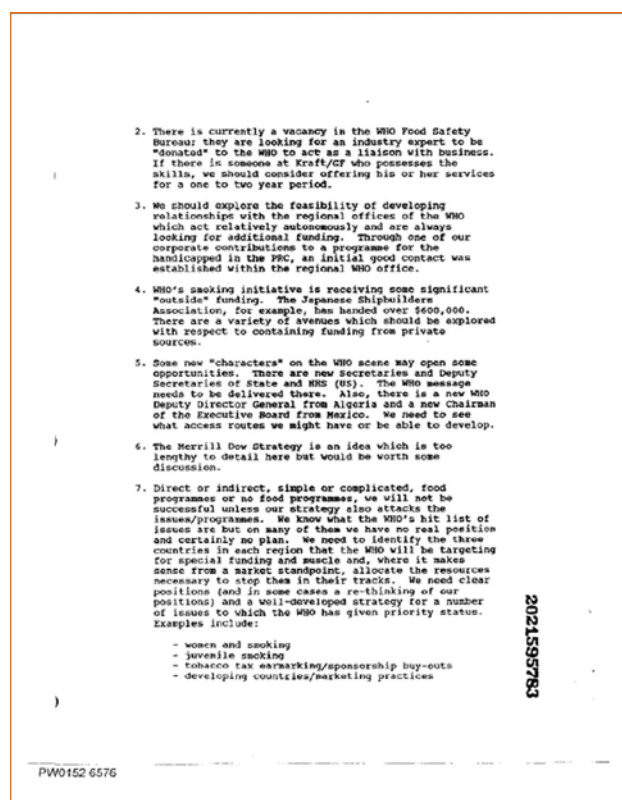 2. There is currently a vacancy in the WHO Food Safety
Bureau; they are looking for an industry expert to be
"donated" to the WHO to act as a liaison with business.
If there is someone at Kraft/GF who possesses the
skills, we should consider offering his or her services
for a one to two year period.
3. We should explore the feasibility of developing
relationships with the regional offices of the WHO
which act relatively autonomously and are always
looking for additional funding. Through one of our
corporate contributions to a programme for the
handicapped in the PRC, an initial good contact was
established within the regional WHO office.
4. WHO's smoking initiative is receiving some significant
"outside" funding. The Japanese Shipbuilders
Association, for example, has handed over $600,000.
There are a variety of avenues which should be explored
with respect to containing funding from private
sources.
5. Some new "characters" on the WHO scene may open some
opportunities. There are new Secretaries and Deputy
Secretaries of State and HHS (US). The WHO message
needs to be delivered there. Also, there is a new WHO
Deputy Director General from Algeria and a new Chairman
of the Executive Board from Mexico. We need to see
what access routes we might have or be able to develop.
6. The Merrill Dow Strategy is an idea which is too
lengthy to detail here but would be worth some
discussion.
7. Direct or indirect, simple or complicated, food
programmes or no food programmes, we will not be
successful unless our strategy also attacks the
issues/programmes. We know what the WHO's hit list of
issues are but on many of them we have no real position
and certainly no plan. We need to identify the three
countries in each region that the WHO will be targeting
for special funding and muscle and, where it makes
sense from a market standpoint, allocate the resources
necessary to stop them in their tracks. We need clear
positions (and in some cases a re-thinking of our
positions) and a well-developed strategy for a number
of issues to which the WHO has given priority status.
Examples include:
- women and smoking
- juvenile smoking
- tobacco tax earmarking/sponsorship buy-outs
- developing countries/marketing practices
2021595783
PW0152 6576